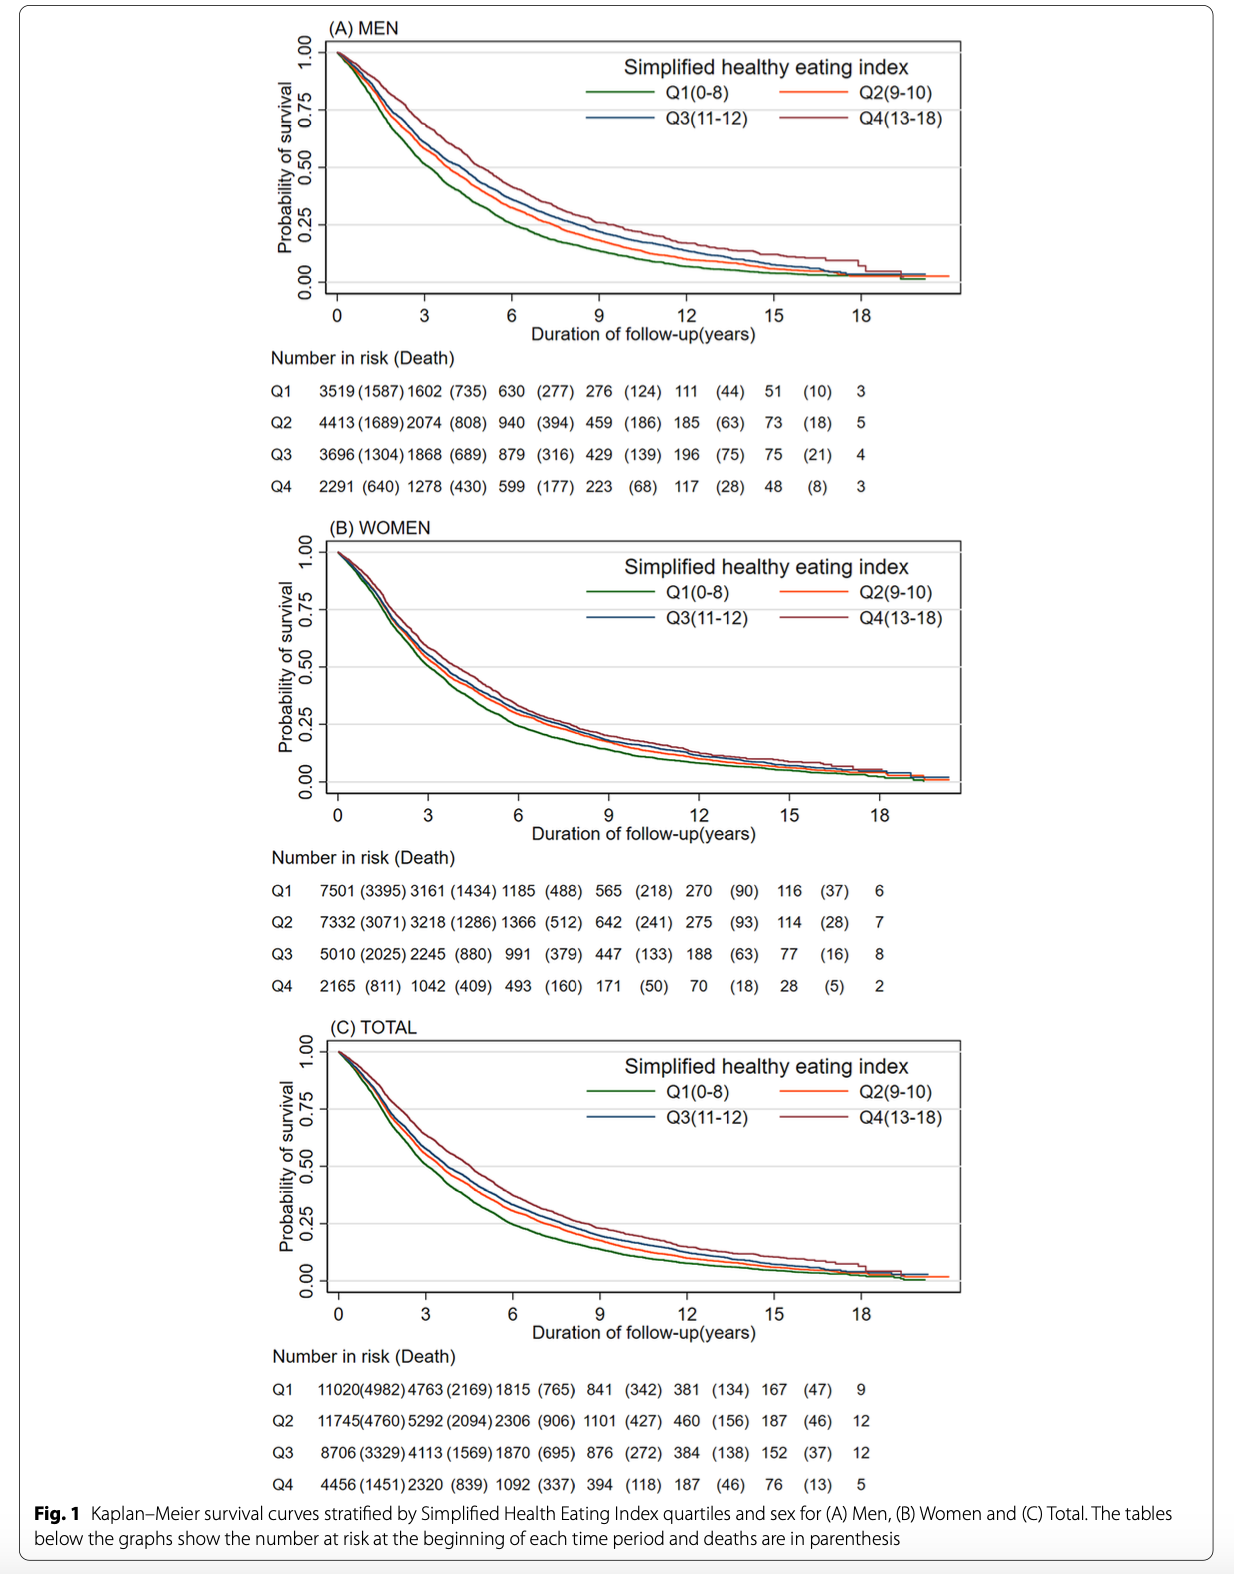 (A) MEN
Simplified healthy eating index
Q1(0-8) Q2(9-10)
Q3(11-12) Q4(13-18)
Probability of survival
1.00
0.75
0.50
0.25
0.00
0 3 6 9 12 15 18
Duration of follow-up(years)
Number in risk (Death)
Q1 3519 (1587) 1602 (735) 630 (277) 276 (124) 111 (44) 51 (10) 3
Q2 4413 (1689) 2074 (808) 940 (394) 459 (186) 185 (63) 73 (18) 5
Q3 3696 (1304) 1868 (689) 879 (316) 429 (139) 196 (75) 75 (21) 4
Q4 2291 (640) 1278 (430) 599 (177) 223 (68) 117 (28) 48 (8) 3
(B) WOMEN
Simplified healthy eating index
Q1(0-8) Q2(9-10)
Q3(11-12) Q4(13-18)
Probability of survival
1.00
0.75
0.50
0.25
0.00
0 3 6 9 12 15 18
Duration of follow-up(years)
Number in risk (Death)
Q1 7501 (3395) 3161 (1434) 1185 (488) 565 (218) 270 (90) 116 (37) 6
Q2 7332 (3071) 3218 (1286) 1366 (512) 642 (241) 275 (93) 114 (28) 7
Q3 5010 (2025) 2245 (880) 991 (379) 447 (133) 188 (63) 77 (16) 8
Q4 2165 (811) 1042 (409) 493 (160) 171 (50) 70 (18) 28 (5) 2
(C) TOTAL
Simplified healthy eating index
Q1(0-8) Q2(9-10)
Q3(11-12) Q4(13-18)
Probability of survival
1.00
0.75
0.50
0.25
0.00
0 3 6 9 12 15 18
Duration of follow-up(years)
Number in risk (Death)
Q1 11020(4982) 4763 (2169) 1815 (765) 841 (342) 381 (134) 167 (47) 9
Q2 11745(4760) 5292 (2094) 2306 (906) 1101 (427) 460 (156) 187 (46) 12
Q3 8706 (3329) 4113 (1569) 1870 (695) 876 (272) 384 (138) 152 (37) 12
Q4 4456 (1451) 2320 (839) 1092 (337) 394 (118) 187 (46) 76 (13) 5
Fig. 1 Kaplan–Meier survival curves stratified by Simplified Health Eating Index quartiles and sex for (A) Men, (B) Women and (C) Total. The tables
below the graphs show the number at risk at the beginning of each time period and deaths are in parenthesis